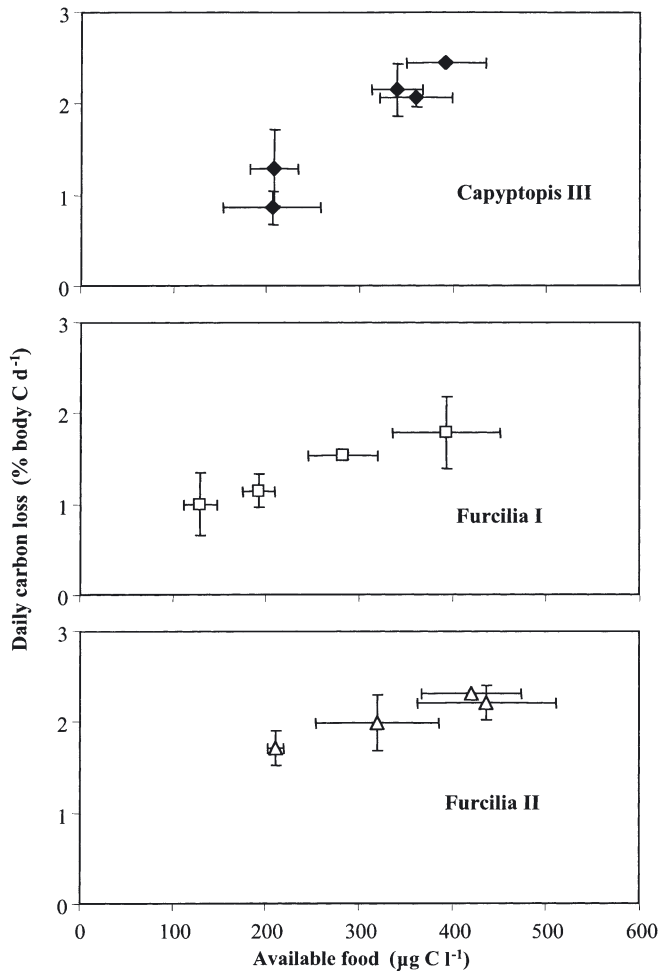 3
2
1
0
Capyptopis III
3
2
1
0
Furcilia I
3
2
1
0
Furcilia II
0 100 200 300 400 500 600
Available food (µg C l-1)
Daily carbon loss (% body C d-1)